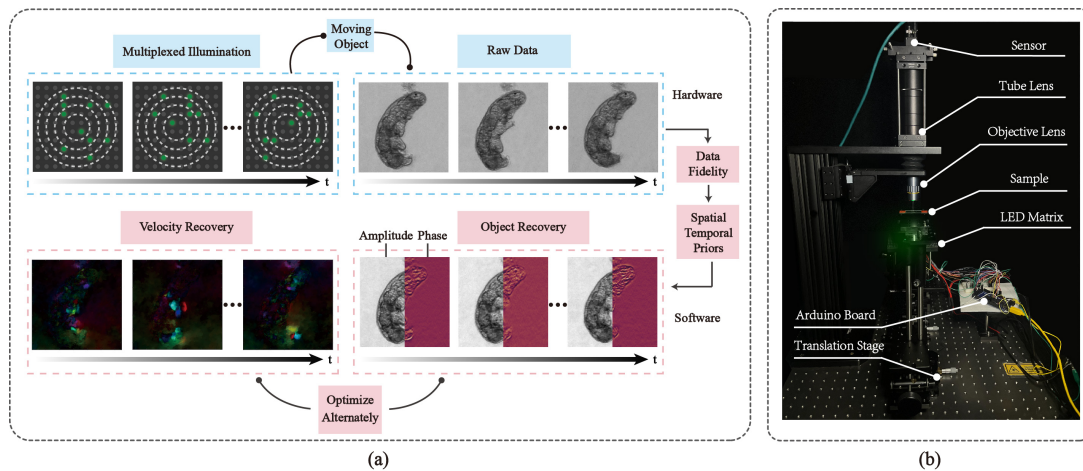 Moving
Object
Multiplexed Illumination
Raw Data
Hardware
t
t
Data
Fidelity
Spatial
Temporal
Priors
Velocity Recovery
Object Recovery
Amplitude
Phase
Software
t
t
Optimize
Alternately
(a)
Sensor
Tube Lens
Objective Lens
Sample
LED Matrix
Arduino Board
Translation Stage
(b)